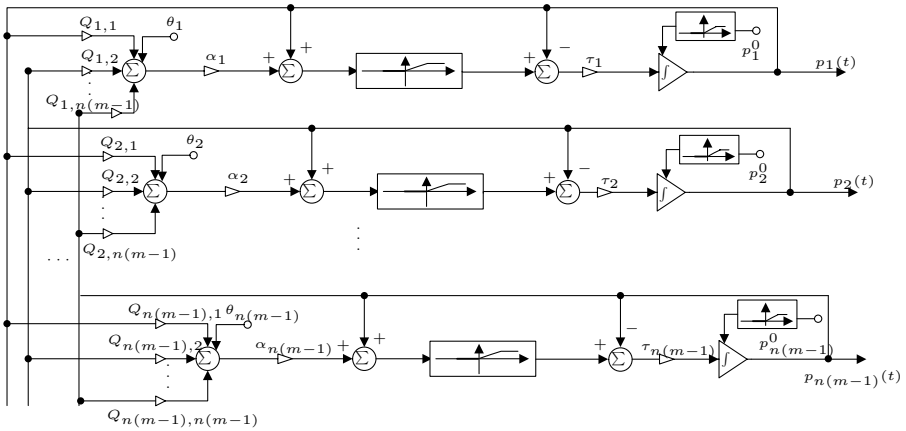 Q1,1
θ1
Q1,2
α1
+
+
Σ
Σ
+
−
Σ
τ1
∫
p1^0
p1(t)
Q1,n(m−1)
Q2,1
θ2
Q2,2
α2
+
+
Σ
Σ
+
−
Σ
τ2
∫
p2^0
p2(t)
Q2,n(m−1)
Qn(m−1),1
θn(m−1)
Qn(m−1),2
αn(m−1)
+
+
Σ
Σ
+
−
Σ
τn(m−1)
∫
p^0n(m−1)
pn(m−1)(t)
Qn(m−1),n(m−1)